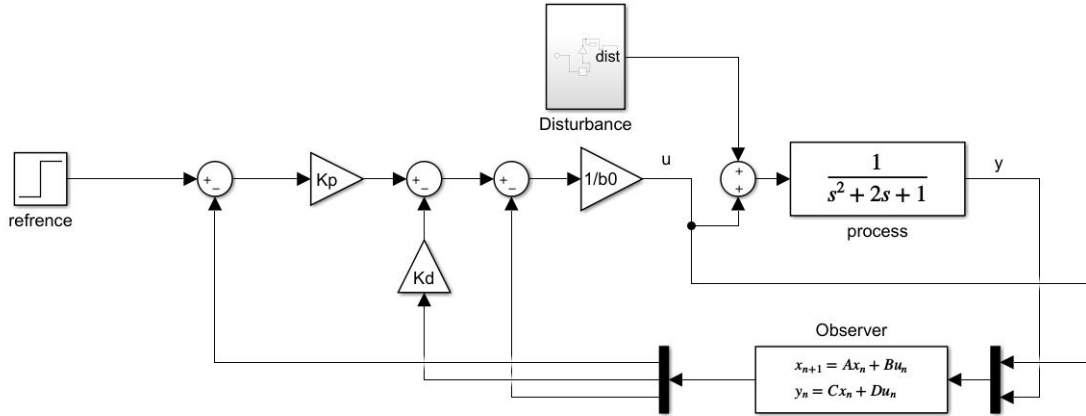 dist
Disturbance
refrence
+
−
Kp
+
−
+
−
1/b0
u
+
+
1
s² + 2s + 1
process
y
Kd
Observer
xₙ₊₁ = Axₙ + Buₙ
yₙ = Cxₙ + Duₙ